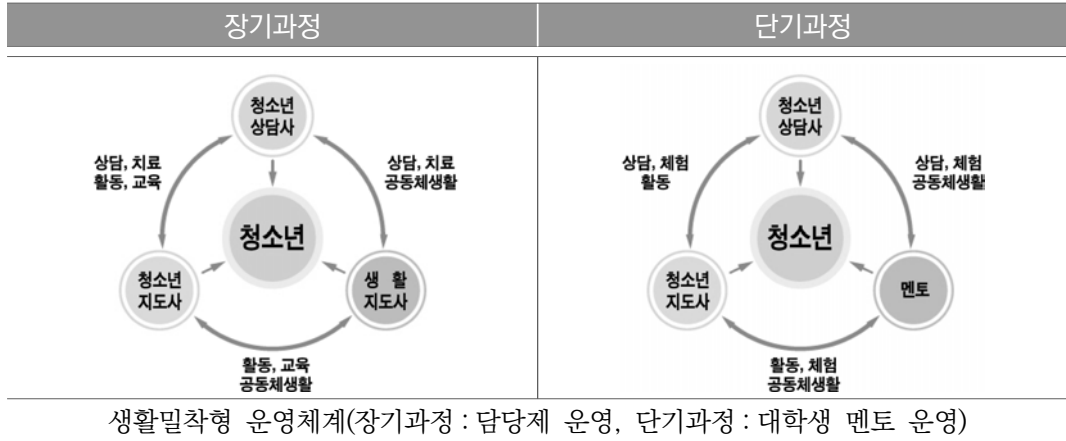 장기과정
단기과정
청소년
상담사
상담, 치료
활동, 교육
상담, 치료
공동체생활
청소년
청소년
지도사
생 활
지도사
활동, 교육
공동체생활
청소년
상담사
상담, 체험
활동
상담, 체험
공동체생활
청소년
청소년
지도사
멘토
활동, 체험
공동체생활
생활밀착형 운영체계(장기과정 : 담당제 운영, 단기과정 : 대학생 멘토 운영)